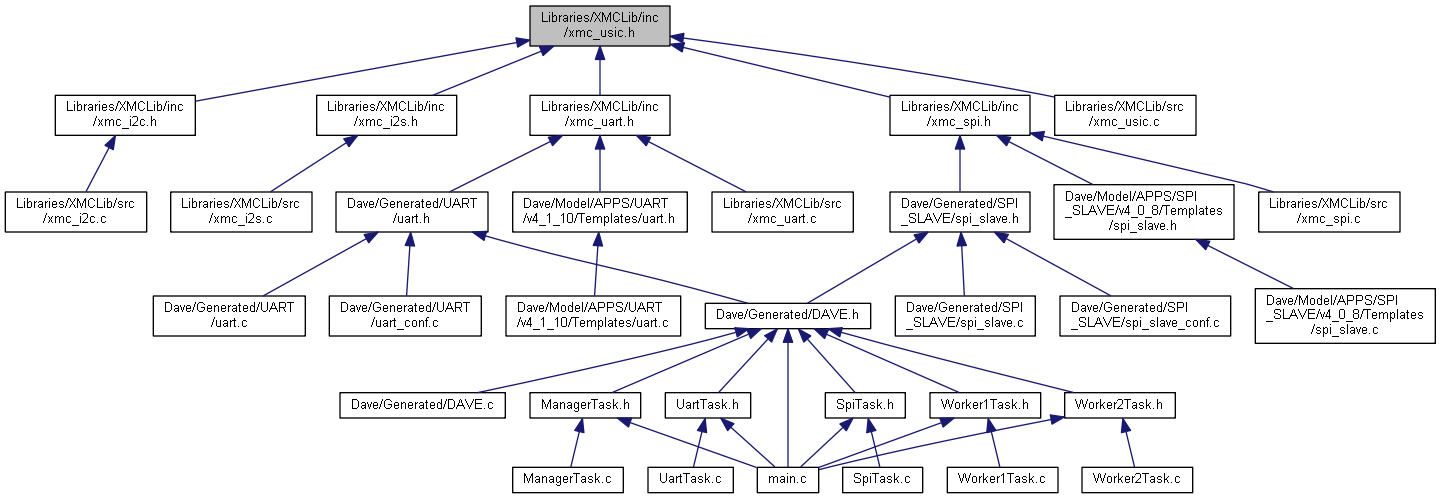 Libraries/XMCLib/inc
/xmc_usic.h
Libraries/XMCLib/inc
/xmc_i2c.h
Libraries/XMCLib/inc
/xmc_i2s.h
Libraries/XMCLib/inc
/xmc_uart.h
Libraries/XMCLib/inc
/xmc_spi.h
Libraries/XMCLib/src
/xmc_usic.c
Libraries/XMCLib/src
/xmc_i2c.c
Libraries/XMCLib/src
/xmc_i2s.c
Dave/Generated/UART
/uart.h
Dave/Model/APPS/UART
/v4_1_10/Templates/uart.h
Libraries/XMCLib/src
/xmc_uart.c
Dave/Generated/SPI
_SLAVE/spi_slave.h
Dave/Model/APPS/SPI
_SLAVE/v4_0_8/Templates
/spi_slave.h
Libraries/XMCLib/src
/xmc_spi.c
Dave/Generated/UART
/uart.c
Dave/Generated/UART
/uart_conf.c
Dave/Model/APPS/UART
/v4_1_10/Templates/uart.c
Dave/Generated/DAVE.h
Dave/Generated/SPI
_SLAVE/spi_slave.c
Dave/Generated/SPI
_SLAVE/spi_slave_conf.c
Dave/Model/APPS/SPI
_SLAVE/v4_0_8/Templates
/spi_slave.c
Dave/Generated/DAVE.c
ManagerTask.h
UartTask.h
SpiTask.h
Worker1Task.h
Worker2Task.h
ManagerTask.c
UartTask.c
main.c
SpiTask.c
Worker1Task.c
Worker2Task.c